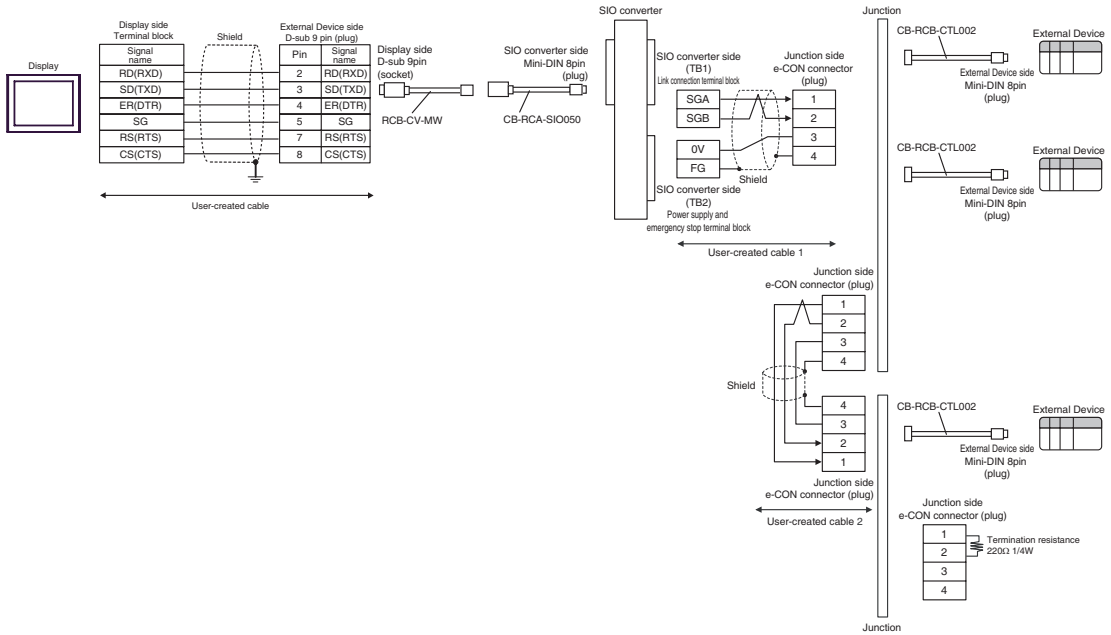 Display
Display side
Terminal block
Shield
External Device side
D-sub 9 pin (plug)
Signal
name
Pin
Signal
name
RD(RXD)
2
RD(RXD)
SD(TXD)
3
SD(TXD)
ER(DTR)
4
ER(DTR)
SG
5
SG
RS(RTS)
7
RS(RTS)
CS(CTS)
8
CS(CTS)
User-created cable
Display side
D-sub 9pin
(socket)
RCB-CV-MW
SIO converter side
Mini-DIN 8pin
(plug)
CB-RCA-SIO050
SIO converter
SIO converter side
(TB1)
Link connection terminal block
SGA
SGB
0V
FG
Shield
SIO converter side
(TB2)
Power supply and
emergency stop terminal block
User-created cable 1
Junction side
e-CON connector
(plug)
1
2
3
4
Junction
CB-RCB-CTL002
External Device
External Device side
Mini-DIN 8pin
(plug)
CB-RCB-CTL002
External Device
External Device side
Mini-DIN 8pin
(plug)
Junction side
e-CON connector (plug)
1
2
3
4
Shield
4
3
2
1
Junction side
e-CON connector (plug)
User-created cable 2
CB-RCB-CTL002
External Device
External Device side
Mini-DIN 8pin
(plug)
Junction side
e-CON connector (plug)
1
2
3
4
Termination resistance
220Ω 1/4W
Junction